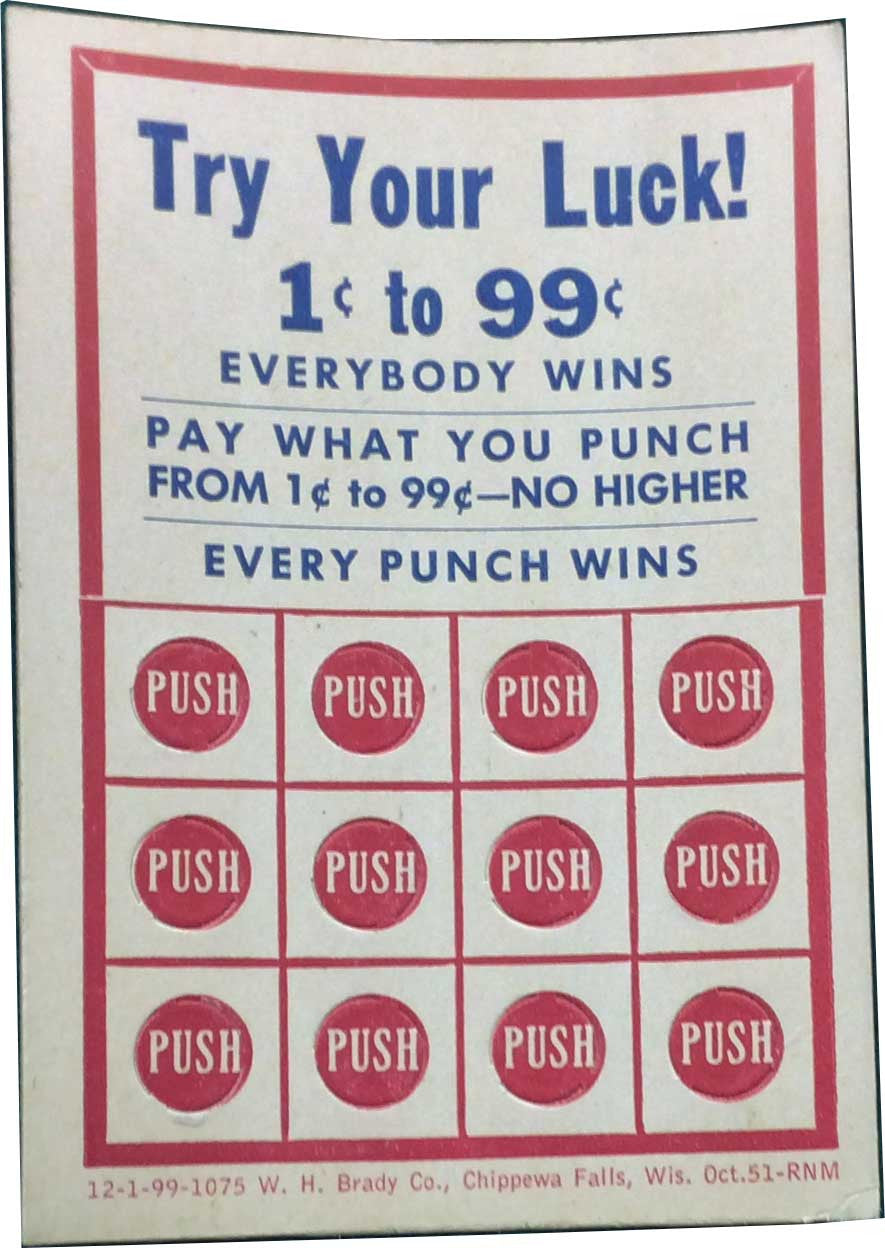 Try Your Luck!
1¢ to 99¢
EVERYBODY WINS
PAY WHAT YOU PUNCH
FROM 1¢ to 99¢—NO HIGHER
EVERY PUNCH WINS
PUSH PUSH PUSH PUSH
PUSH PUSH PUSH PUSH
PUSH PUSH PUSH PUSH
12-1-99-1075 W. H. Brady Co., Chippewa Falls, Wis. Oct.51-RNM